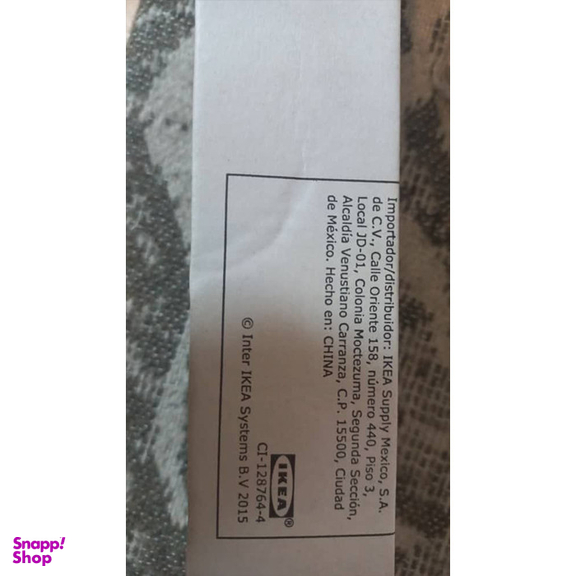 Importador/distribuidor: IKEA Supply Mexico, S.A.
de C.V., Calle Oriente 158, número 440, Piso 3,
Local JD-01, Colonia Moctezuma, Segunda Sección,
Alcaldía Venustiano Carranza, C.P. 15500, Ciudad
de México. Hecho en: CHINA
IKEA®
CI-128764-4
© Inter IKEA Systems B.V 2015
Snapp!
Shop